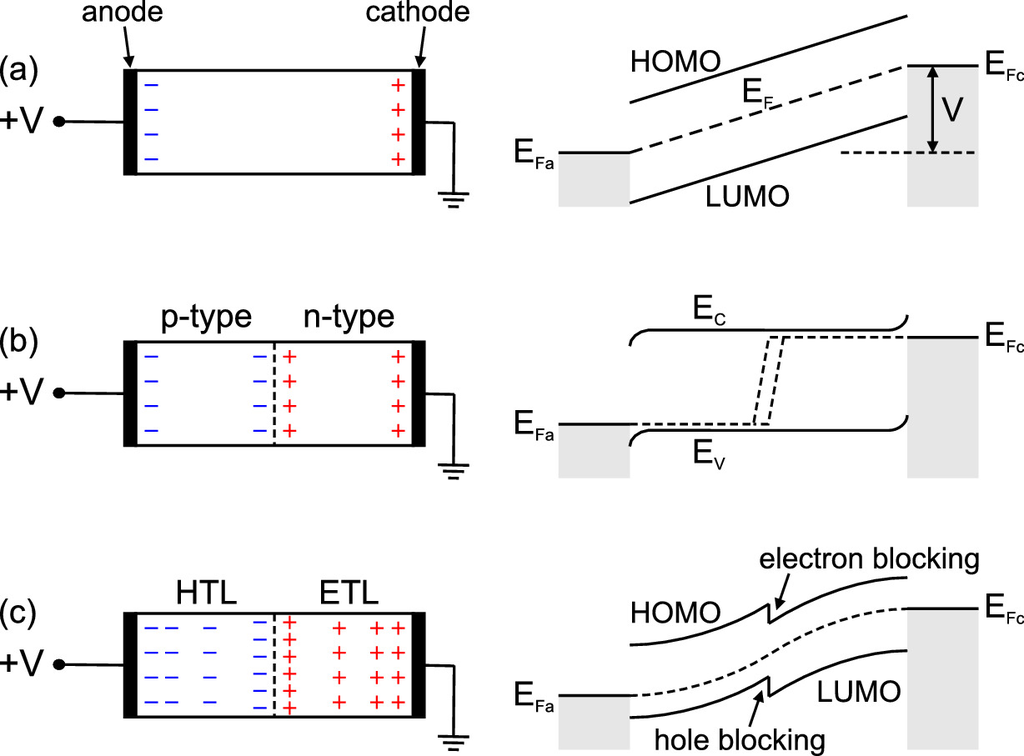 anode cathode
(a)
+V
HOMO
E_F
E_Fc
V
E_Fa
LUMO
p-type n-type
(b)
+V
E_C
E_Fc
E_Fa
E_V
HTL ETL
(c)
+V
electron blocking
HOMO
E_Fc
E_Fa
LUMO
hole blocking